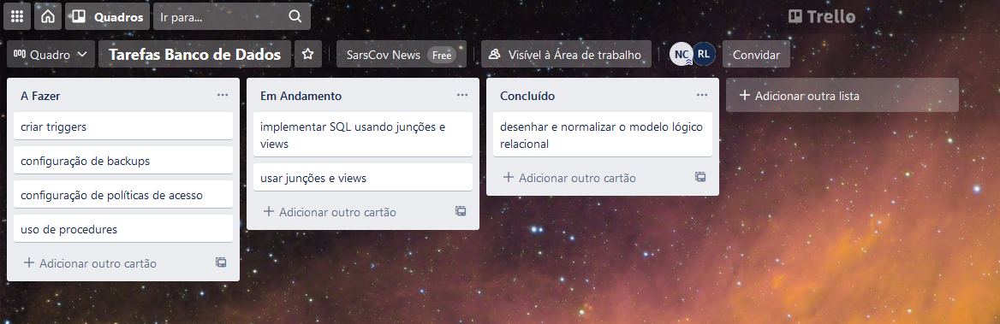 Quadros
Ir para...
Trello
Quadro
Tarefas Banco de Dados
SarsCov News Free
Visível à Área de trabalho
NC
RL
Convidar
A Fazer
criar triggers
configuração de backups
configuração de políticas de acesso
uso de procedures
Adicionar outro cartão
Em Andamento
implementar SQL usando junções e
views
usar junções e views
Adicionar outro cartão
Concluído
desenhar e normalizar o modelo lógico
relacional
Adicionar outro cartão
Adicionar outra lista